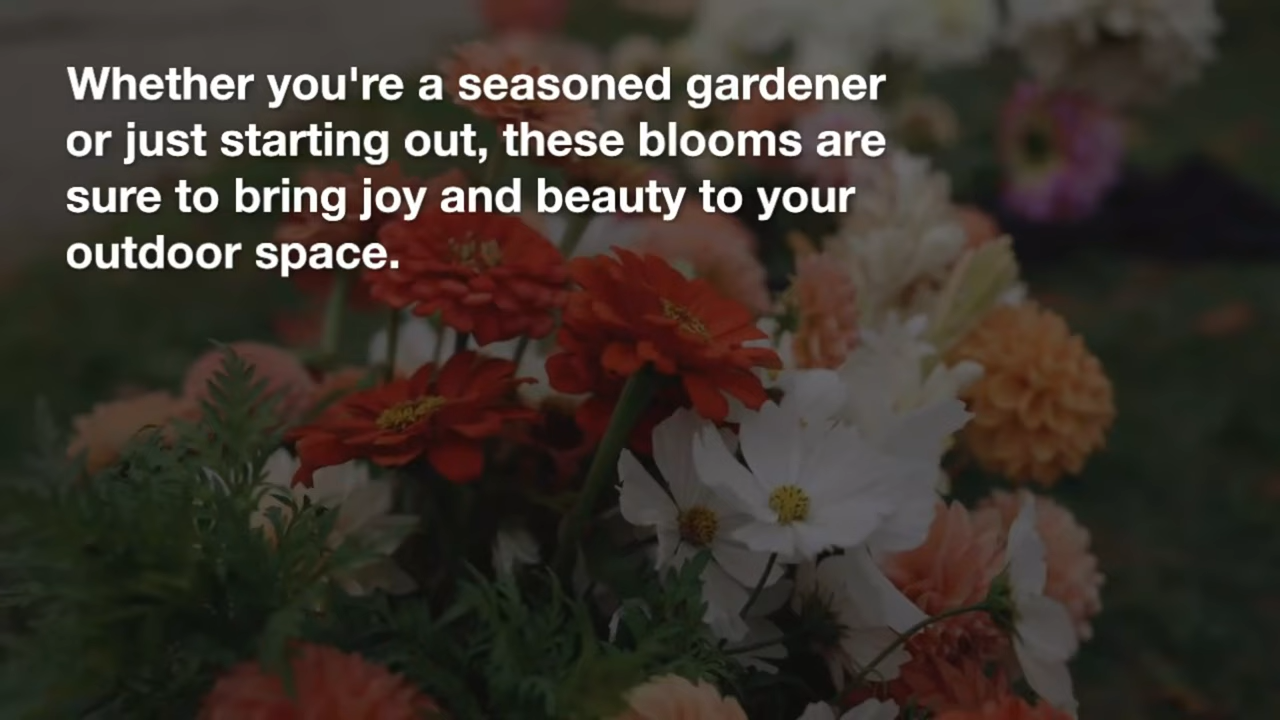 Whether you're a seasoned gardener
or just starting out, these blooms are
sure to bring joy and beauty to your
outdoor space.